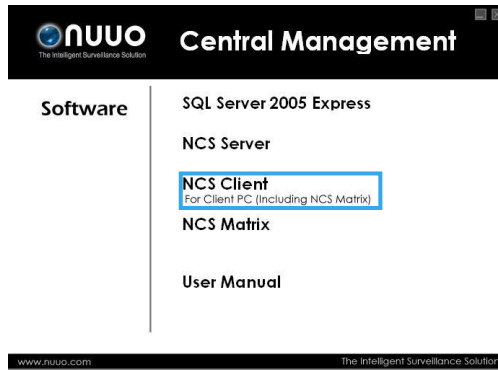 nuuo
The Intelligent Surveillance Solution
Central Management
Software
SQL Server 2005 Express
NCS Server
NCS Client
For Client PC (Including NCS Matrix)
NCS Matrix
User Manual
www.nuuo.com
The Intelligent Surveillance Solution